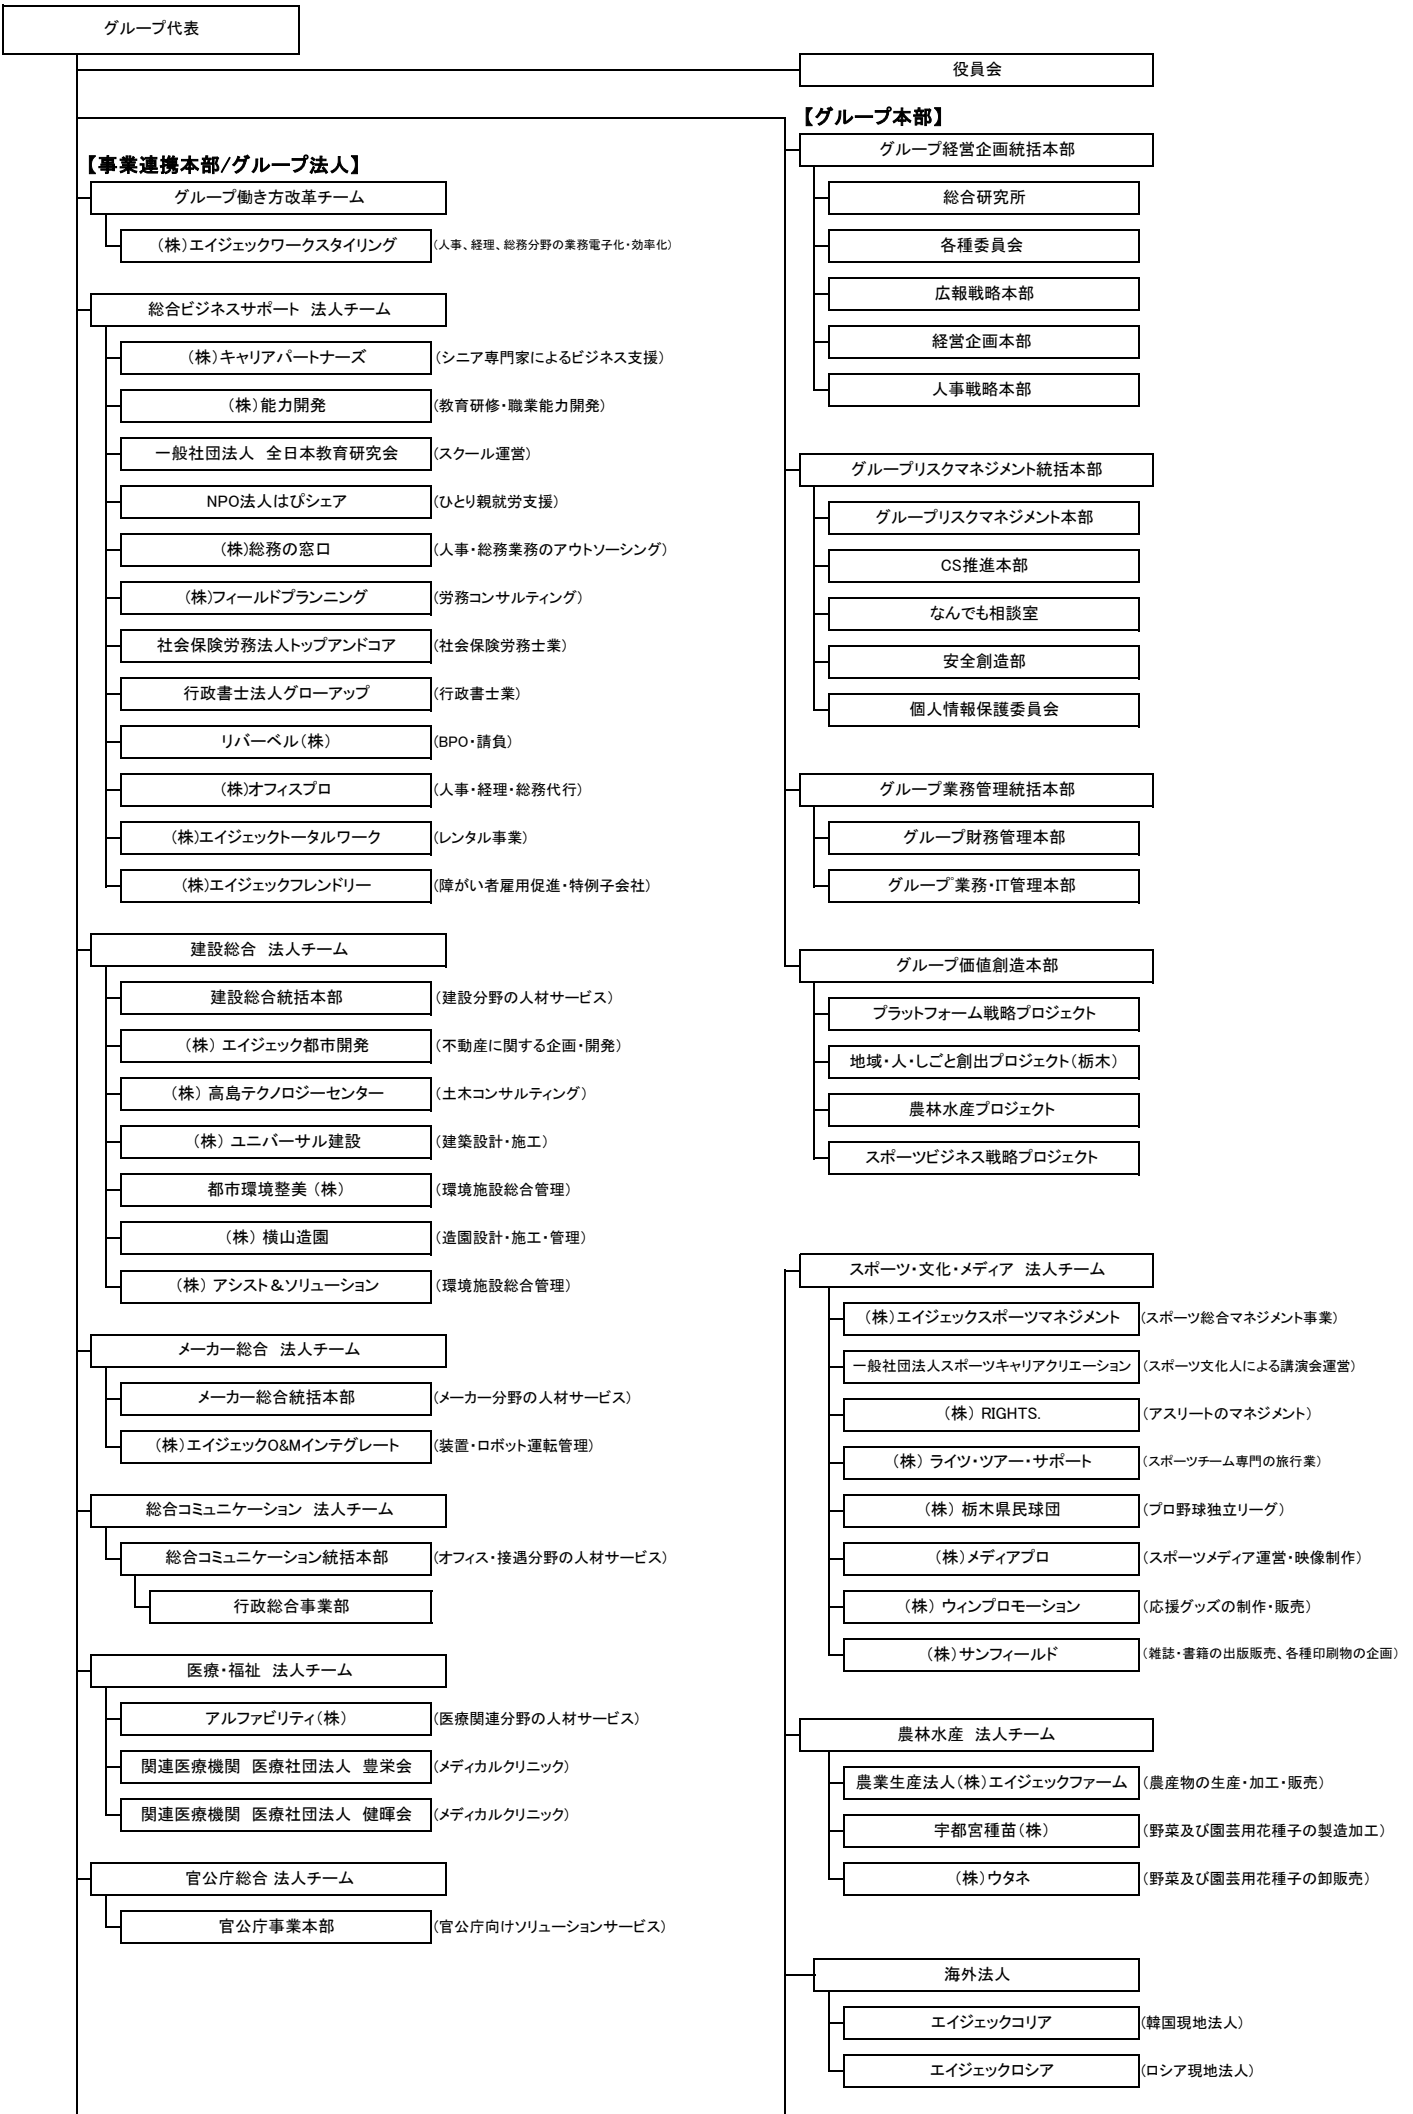 グループ代表
役員会
【事業連携本部/グループ法人】
グループ働き方改革チーム
(株)エイジェックワークスタイリング (人事、経理、総務分野の業務電子化・効率化)
総合ビジネスサポート 法人チーム
(株)キャリアパートナーズ (シニア専門家によるビジネス支援)
(株)能力開発 (教育研修・職業能力開発)
一般社団法人 全日本教育研究会 (スクール運営)
NPO法人はぴシェア (ひとり親就労支援)
(株)総務の窓口 (人事・総務業務のアウトソーシング)
(株)フィールドプランニング (労務コンサルティング)
社会保険労務法人トップアンドコア (社会保険労務士業)
行政書士法人グローアップ (行政書士業)
リバーベル(株) (BPO・請負)
(株)オフィスプロ (人事・経理・総務代行)
(株)エイジェックトータルワーク (レンタル事業)
(株)エイジェックフレンドリー (障がい者雇用促進・特例子会社)
建設総合 法人チーム
建設総合統括本部 (建設分野の人材サービス)
(株) エイジェック都市開発 (不動産に関する企画・開発)
(株) 高島テクノロジーセンター (土木コンサルティング)
(株) ユニバーサル建設 (建築設計・施工)
都市環境整美 (株) (環境施設総合管理)
(株) 横山造園 (造園設計・施工・管理)
(株) アシスト&ソリューション (環境施設総合管理)
メーカー総合 法人チーム
メーカー総合統括本部 (メーカー分野の人材サービス)
(株)エイジェックO&Mインテグレート (装置・ロボット運転管理)
総合コミュニケーション 法人チーム
総合コミュニケーション統括本部 (オフィス・接遇分野の人材サービス)
行政総合事業部
医療・福祉 法人チーム
アルファビリティ(株) (医療関連分野の人材サービス)
関連医療機関 医療社団法人 豊栄会 (メディカルクリニック)
関連医療機関 医療社団法人 健暉会 (メディカルクリニック)
官公庁総合 法人チーム
官公庁事業本部 (官公庁向けソリューションサービス)
【グループ本部】
グループ経営企画統括本部
総合研究所
各種委員会
広報戦略本部
経営企画本部
人事戦略本部
グループリスクマネジメント統括本部
グループリスクマネジメント本部
CS推進本部
なんでも相談室
安全創造部
個人情報保護委員会
グループ業務管理統括本部
グループ財務管理本部
グループ業務・IT管理本部
グループ価値創造本部
プラットフォーム戦略プロジェクト
地域・人・しごと創出プロジェクト(栃木)
農林水産プロジェクト
スポーツビジネス戦略プロジェクト
スポーツ・文化・メディア 法人チーム
(株)エイジェックスポーツマネジメント (スポーツ総合マネジメント事業)
一般社団法人スポーツキャリアクリエーション (スポーツ文化人による講演会運営)
(株) RIGHTS. (アスリートのマネジメント)
(株) ライツ・ツアー・サポート (スポーツチーム専門の旅行業)
(株) 栃木県民球団 (プロ野球独立リーグ)
(株)メディアプロ (スポーツメディア運営・映像制作)
(株) ウィンプロモーション (応援グッズの制作・販売)
(株)サンフィールド (雑誌・書籍の出版販売、各種印刷物の企画)
農林水産 法人チーム
農業生産法人(株)エイジェックファーム (農産物の生産・加工・販売)
宇都宮種苗(株) (野菜及び園芸用花種子の製造加工)
(株)ウタネ (野菜及び園芸用花種子の卸販売)
海外法人
エイジェックコリア (韓国現地法人)
エイジェックロシア (ロシア現地法人)